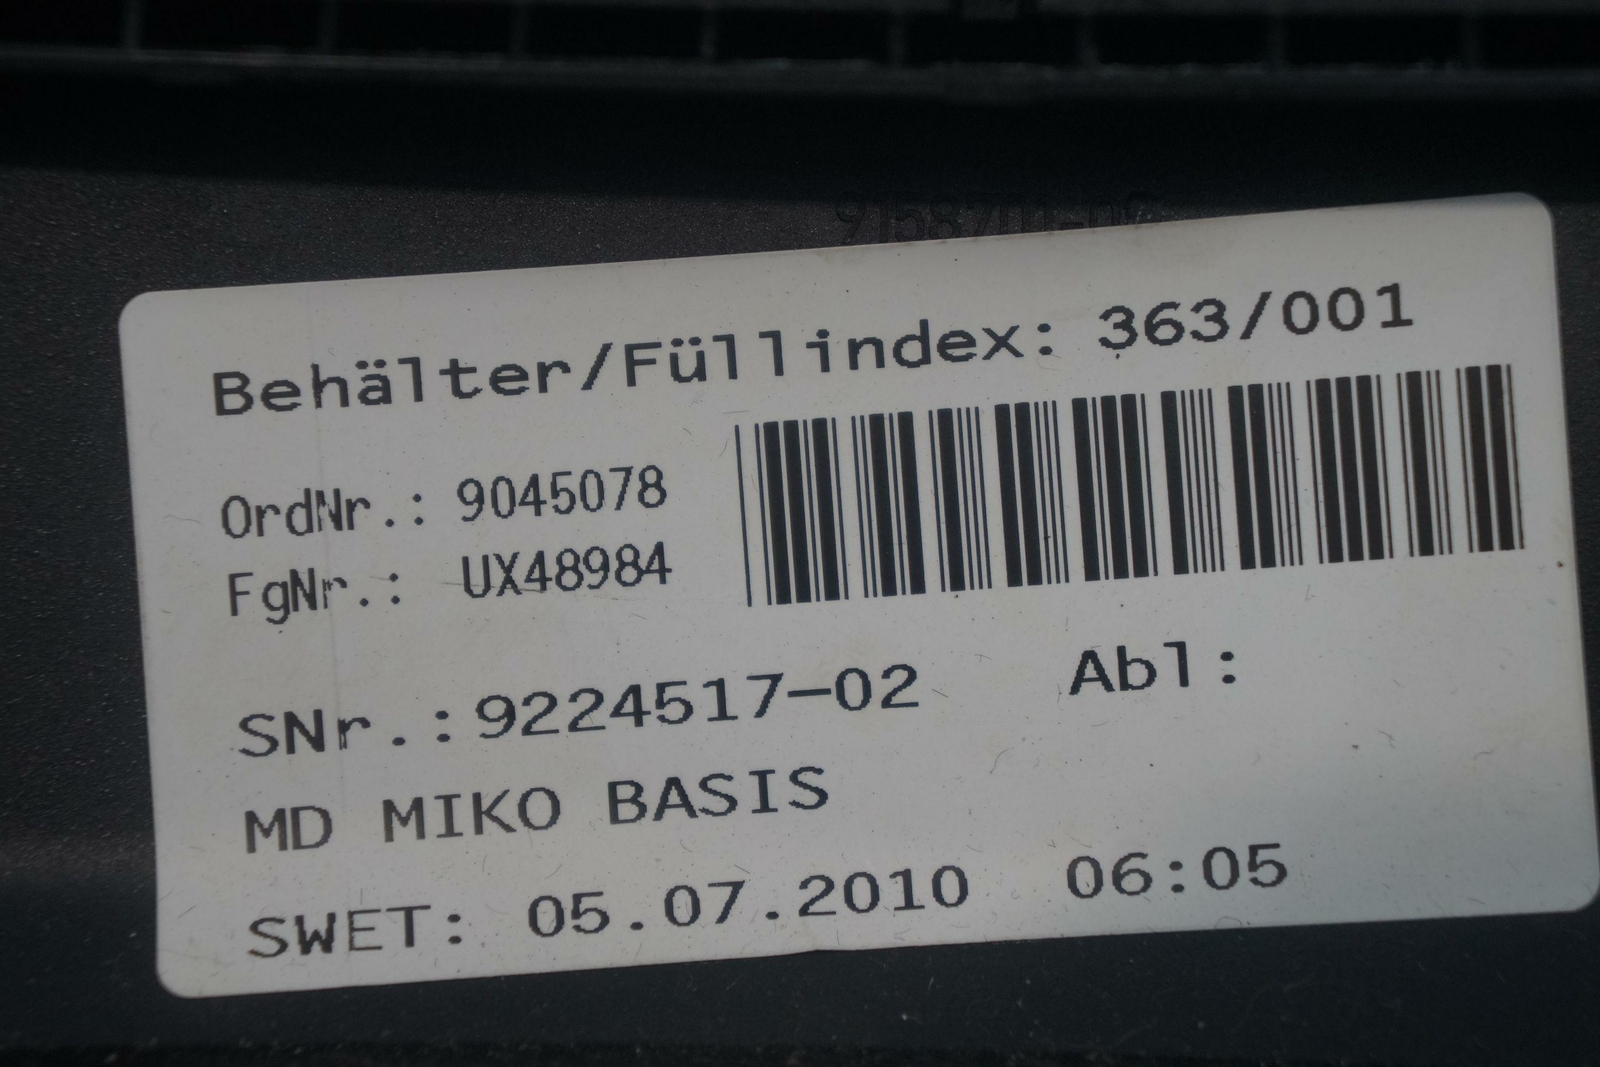 Behälter/Füllindex: 363/001
OrdNr.: 9045078
FgNr.: UX48984
SNr.:9224517-02 Abl:
MD MIKO BASIS
SWET: 05.07.2010 06:05